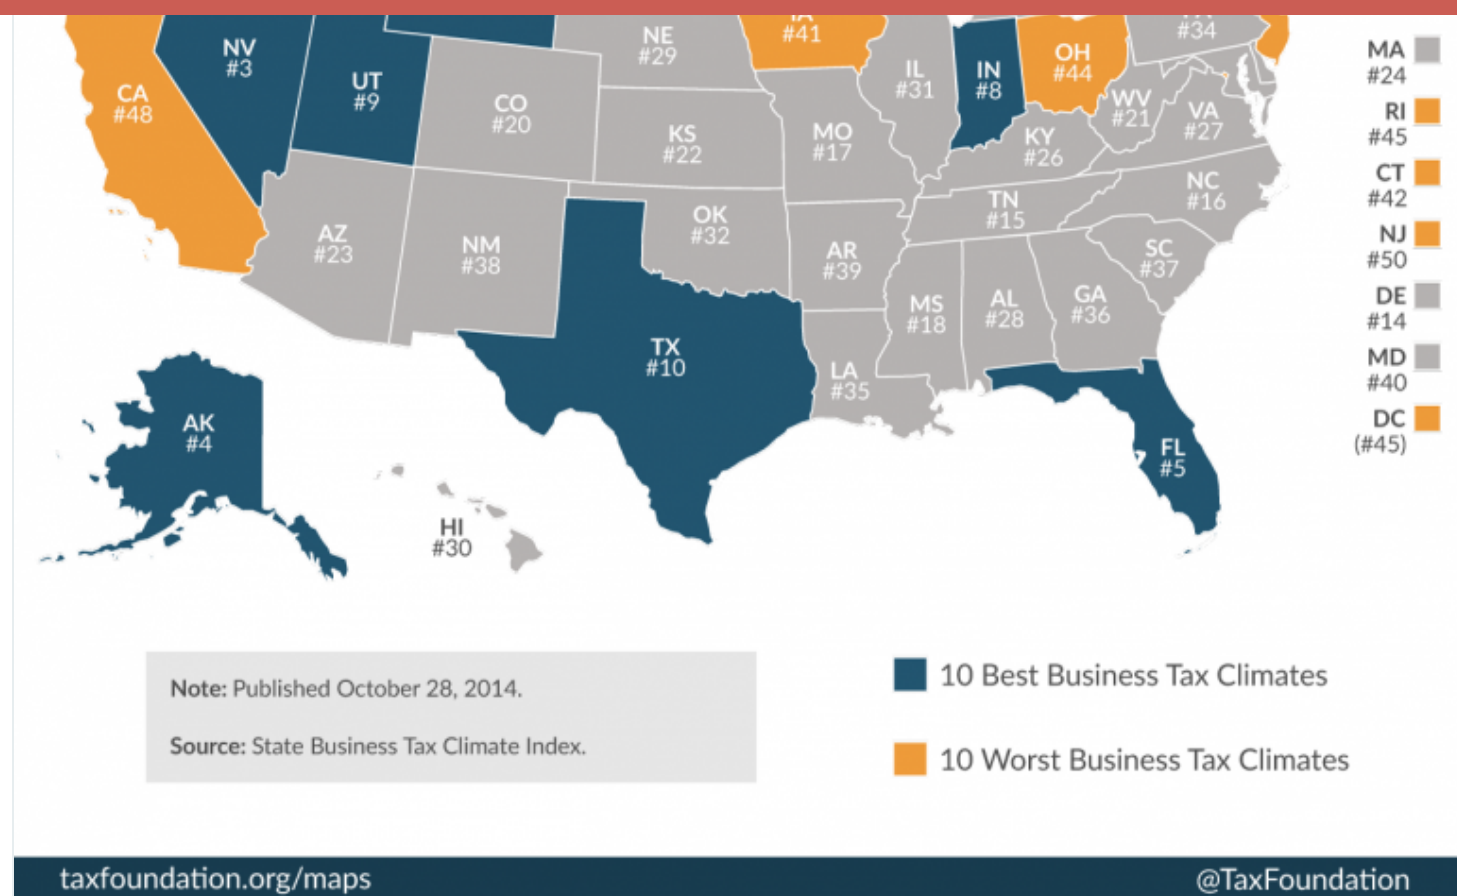 IA
#41
#34
NV
#3
NE
#29
MA
#24
UT
#9
IL
#31
IN
#8
OH
#44
CA
#48
CO
#20
WV
#21
VA
#27
RI
#45
KS
#22
MO
#17
KY
#26
CT
#42
NC
#16
TN
#15
OK
#32
AZ
#23
NM
#38
AR
#39
SC
#37
NJ
#50
MS
#18
AL
#28
GA
#36
DE
#14
TX
#10
LA
#35
MD
#40
AK
#4
DC
(#45)
FL
#5
HI
#30
Note: Published October 28, 2014.
Source: State Business Tax Climate Index.
10 Best Business Tax Climates
10 Worst Business Tax Climates
taxfoundation.org/maps
@TaxFoundation